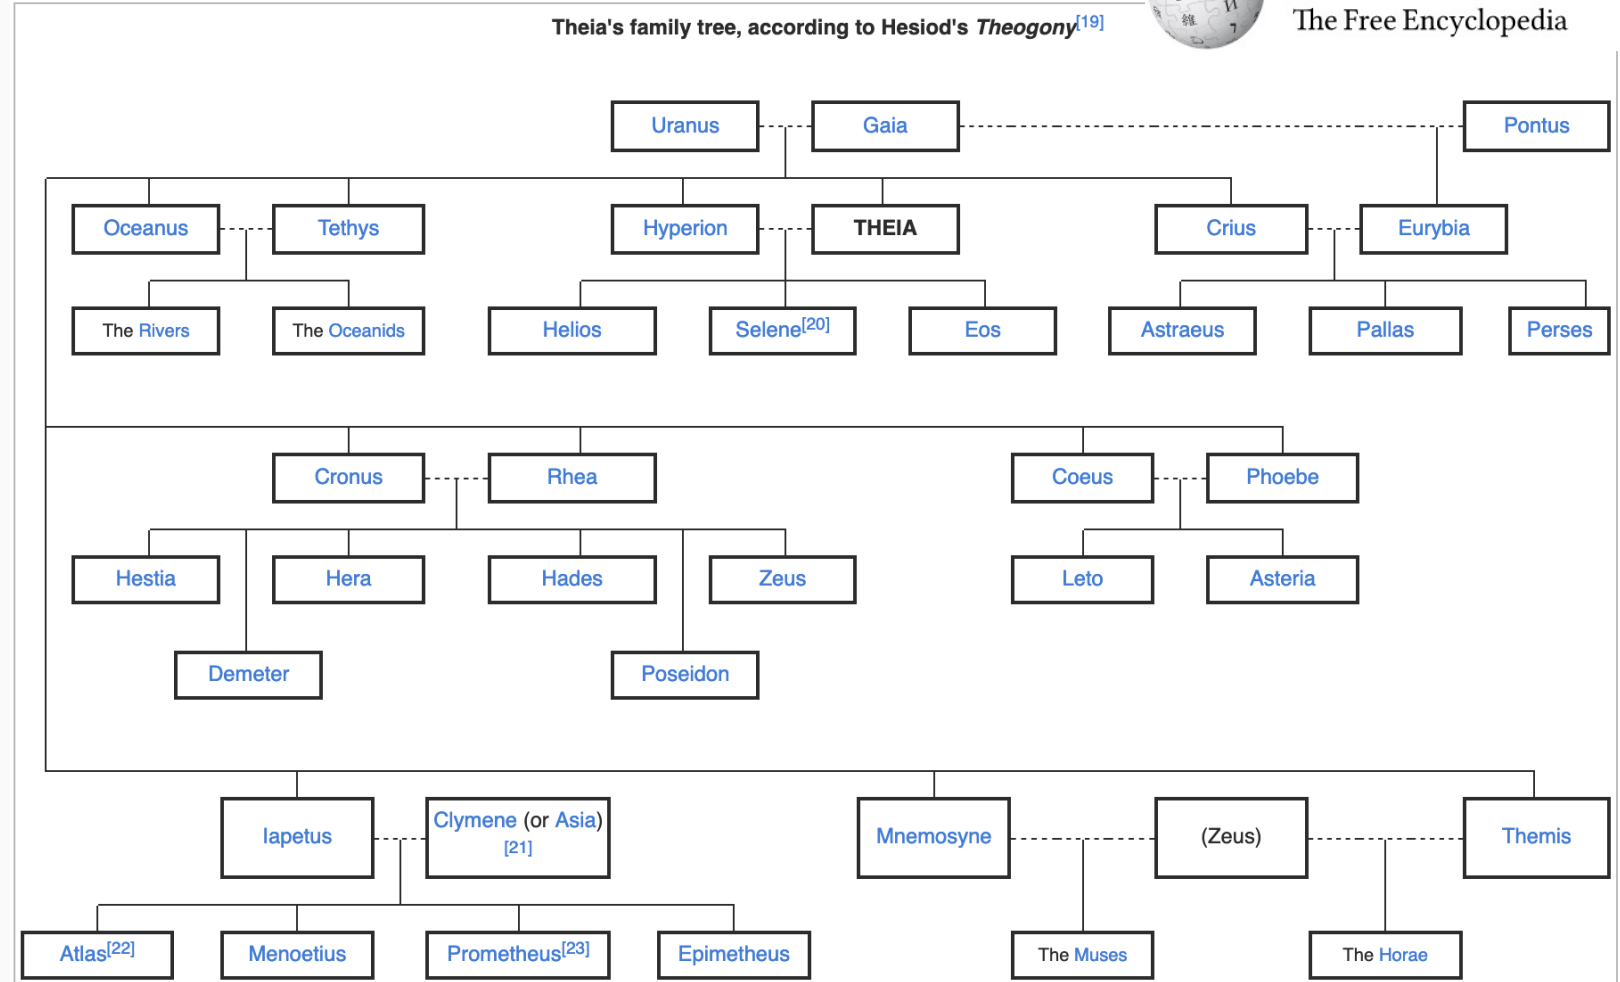 Theia's family tree, according to Hesiod's Theogony[19]
The Free Encyclopedia
Uranus
Gaia
Pontus
Oceanus
Tethys
Hyperion
THEIA
Crius
Eurybia
The Rivers
The Oceanids
Helios
Selene[20]
Eos
Astraeus
Pallas
Perses
Cronus
Rhea
Coeus
Phoebe
Hestia
Hera
Hades
Zeus
Leto
Asteria
Demeter
Poseidon
Iapetus
Clymene (or Asia)
[21]
Mnemosyne
(Zeus)
Themis
Atlas[22]
Menoetius
Prometheus[23]
Epimetheus
The Muses
The Horae